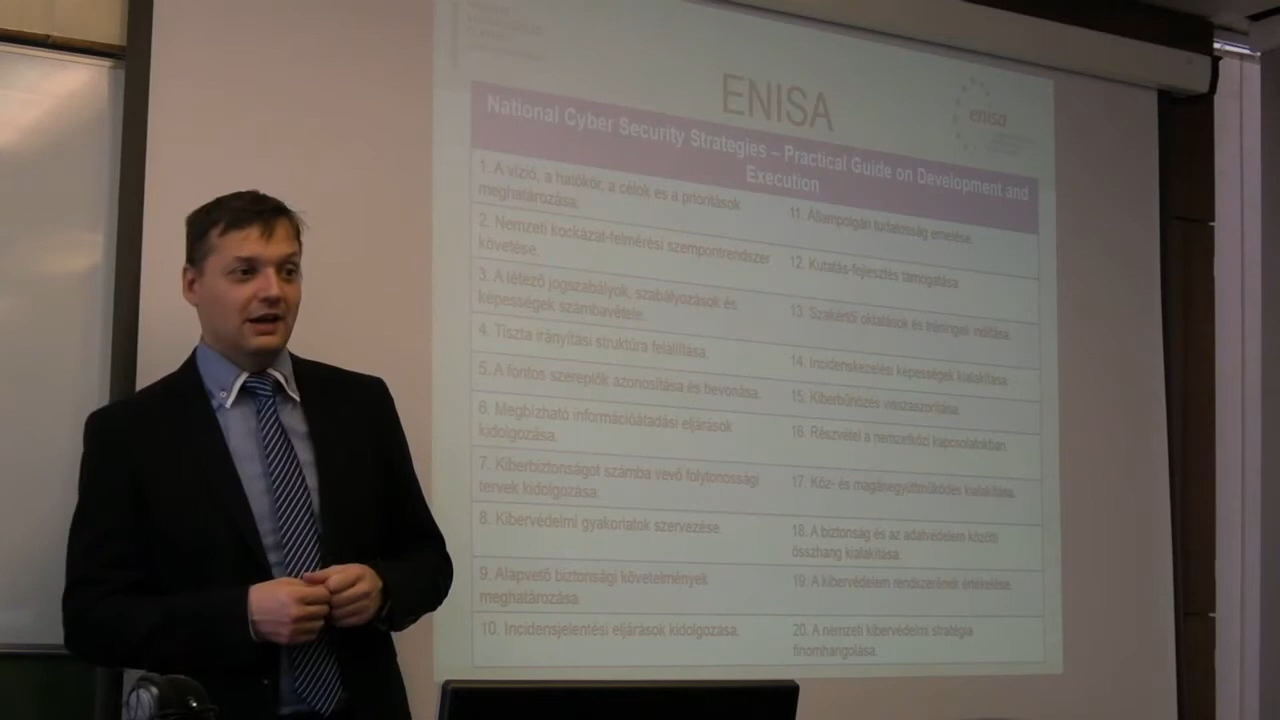 ENISA
enisa
National Cyber Security Strategies – Practical Guide on Development and
Execution
1. A vízió, a hatókör, a célok és a prioritások
meghatározása.
2. Nemzeti kockázat-felmérési szempontrendszer
követése.
3. A létező jogszabályok, szabályozások és
képességek számbavétele.
4. Tiszta irányítási struktúra felállítása.
5. A fontos szereplők azonosítása és bevonása.
6. Megbízható információátadási eljárások
kidolgozása.
7. Kiberbiztonságot számba vevő folytonossági
tervek kidolgozása.
8. Kibervédelmi gyakorlatok szervezése.
9. Alapvető biztonsági követelmények
meghatározása.
10. Incidensjelentési eljárások kidolgozása.
11. Állampolgári tudatosság emelése.
12. Kutatás-fejlesztés támogatása
13. Szakértői oktatások és tréningek indítása.
14. Incidenskezelési képességek kialakítása.
15. Kiberbűnözés visszaszorítása.
16. Részvétel a nemzetközi kapcsolatokban.
17. Köz- és magánegyüttműködés kialakítása.
18. A biztonság és az adatvédelem közötti
összhang kialakítása.
19. A kibervédelem rendszerének értékelése.
20. A nemzeti kibervédelmi stratégia
finomhangolása.